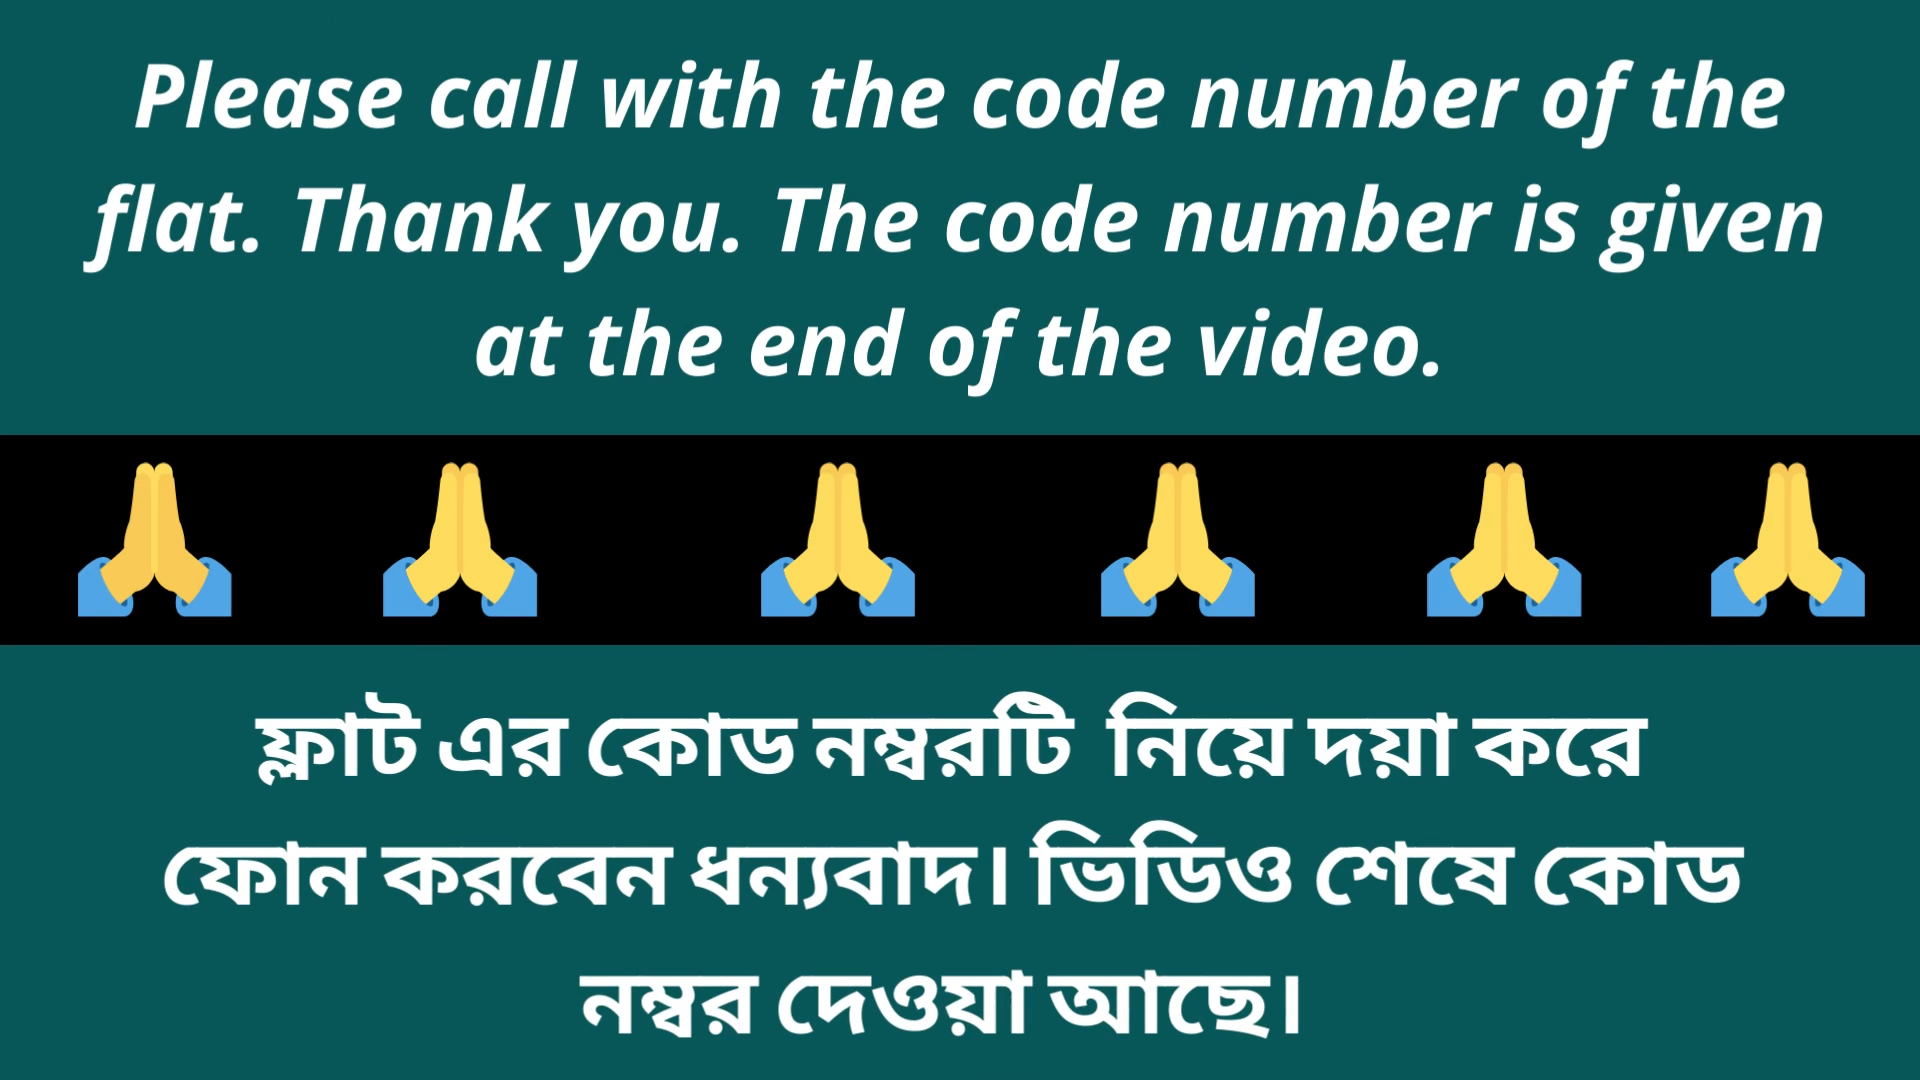 Please call with the code number of the
flat. Thank you. The code number is given
at the end of the video.
🙏 🙏 🙏 🙏 🙏 🙏
ফ্লাট এর কোড নম্বরটি নিয়ে দয়া করে
ফোন করবেন ধন্যবাদ। ভিডিও শেষে কোড
নম্বর দেওয়া আছে।